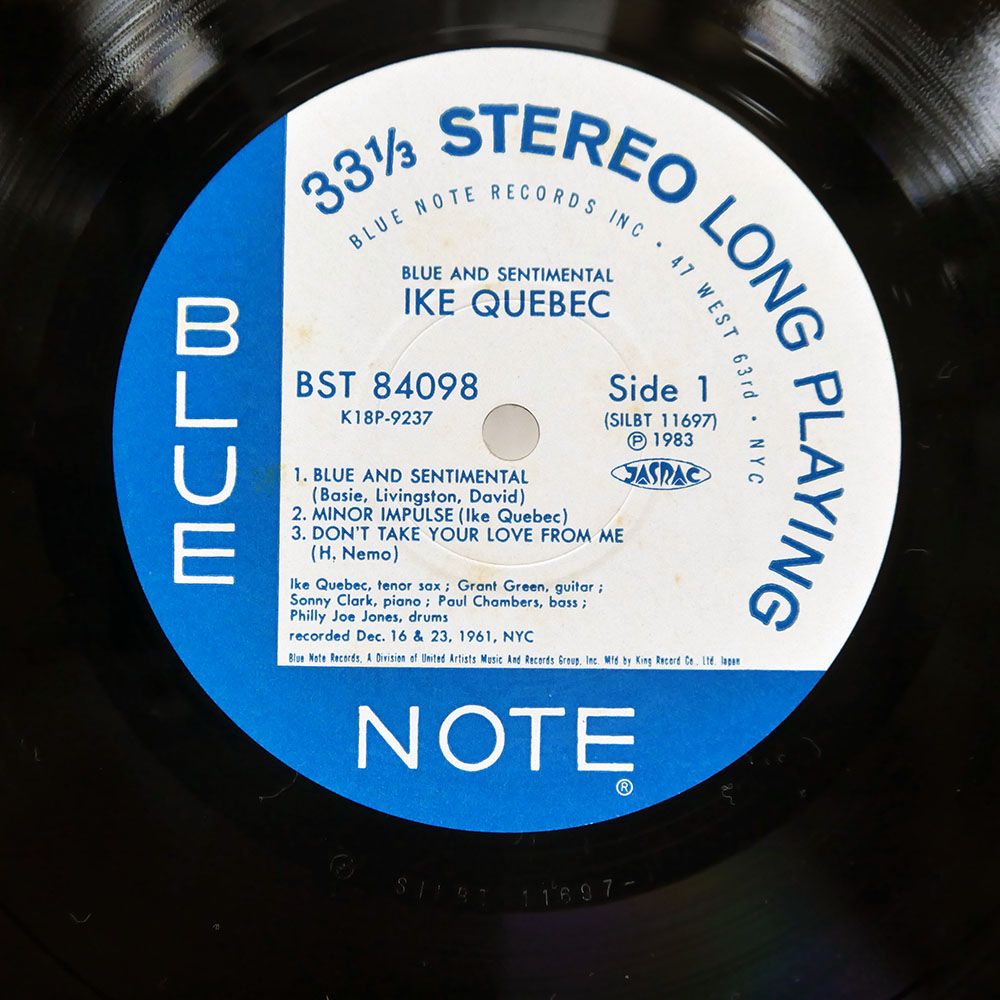 33⅓ STEREO LONG PLAYING
BLUE NOTE RECORDS INC • 47 WEST 63rd • NYC
BLUE AND SENTIMENTAL
IKE QUEBEC
BST 84098
K18P-9237
Side 1
(SILBT 11697)
Ⓟ 1983
JASRAC
1. BLUE AND SENTIMENTAL
(Basie, Livingston, David)
2. MINOR IMPULSE (Ike Quebec)
3. DON'T TAKE YOUR LOVE FROM ME
(H. Nemo)
Ike Quebec, tenor sax ; Grant Green, guitar ;
Sonny Clark, piano ; Paul Chambers, bass ;
Philly Joe Jones, drums
recorded Dec. 16 & 23, 1961, NYC
Blue Note Records, A Division of United Artists Music And Records Group, Inc. Mfd by King Record Co., Ltd. Japan
BLUE
NOTE
®
SILBT 11697-